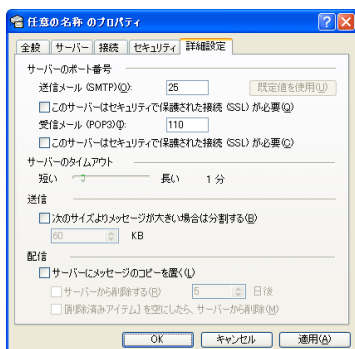 任意の名称 のプロパティ
全般 サーバー 接続 セキュリティ 詳細設定
サーバーのポート番号
送信メール (SMTP)(O): 25 既定値を使用(U)
このサーバーはセキュリティで保護された接続 (SSL) が必要(Q)
受信メール (POP3)(I): 110
このサーバーはセキュリティで保護された接続 (SSL) が必要(C)
サーバーのタイムアウト
短い 長い 1 分
送信
次のサイズよりメッセージが大きい場合は分割する(B)
60 KB
配信
サーバーにメッセージのコピーを置く(L)
サーバーから削除する(R) 5 日後
[削除済みアイテム] を空にしたら、サーバーから削除(M)
OK キャンセル 適用(A)